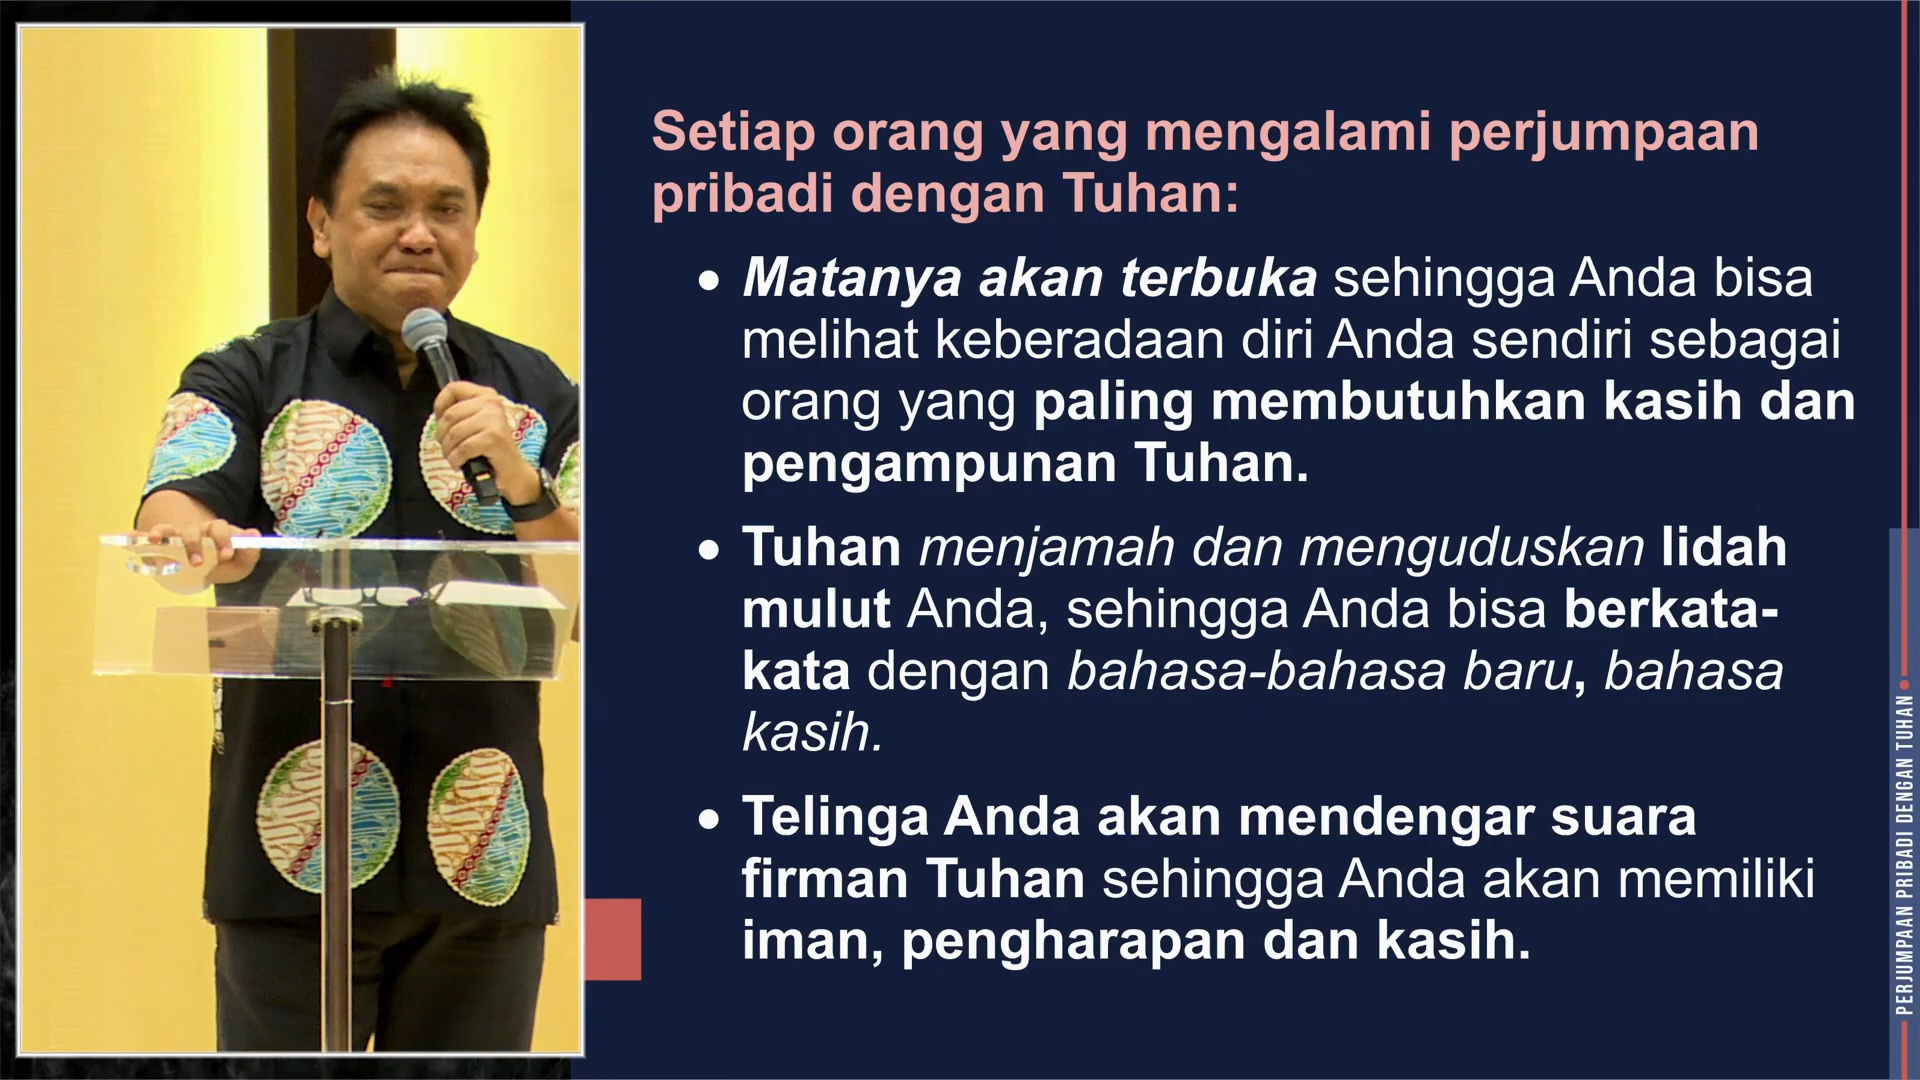 Setiap orang yang mengalami perjumpaan
pribadi dengan Tuhan:
• Matanya akan terbuka sehingga Anda bisa
melihat keberadaan diri Anda sendiri sebagai
orang yang paling membutuhkan kasih dan
pengampunan Tuhan.
• Tuhan menjamah dan menguduskan lidah
mulut Anda, sehingga Anda bisa berkata-
kata dengan bahasa-bahasa baru, bahasa
kasih.
• Telinga Anda akan mendengar suara
firman Tuhan sehingga Anda akan memiliki
iman, pengharapan dan kasih.
PERJUMPAAN PRIBADI DENGAN TUHAN